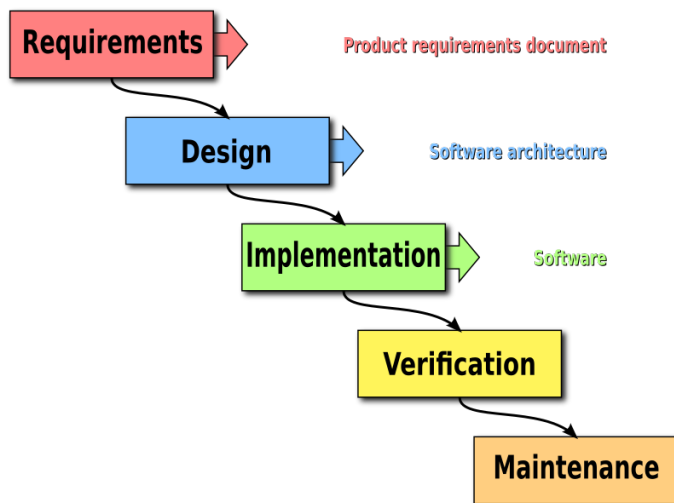 Requirements
Product requirements document
Design
Software architecture
Implementation
Software
Verification
Maintenance